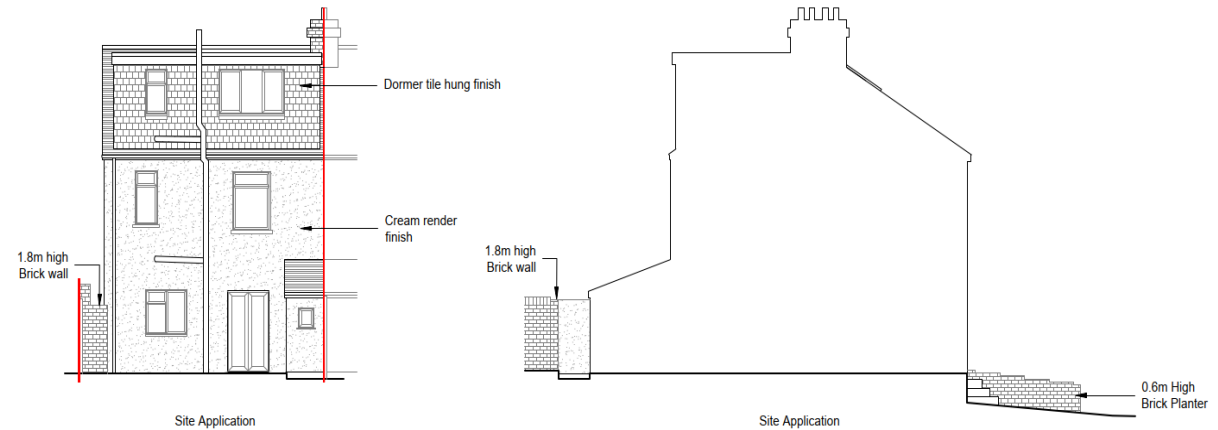 Dormer tile hung finish
Cream render
finish
1.8m high
Brick wall
Site Application
1.8m high
Brick wall
0.6m High
Brick Planter
Site Application